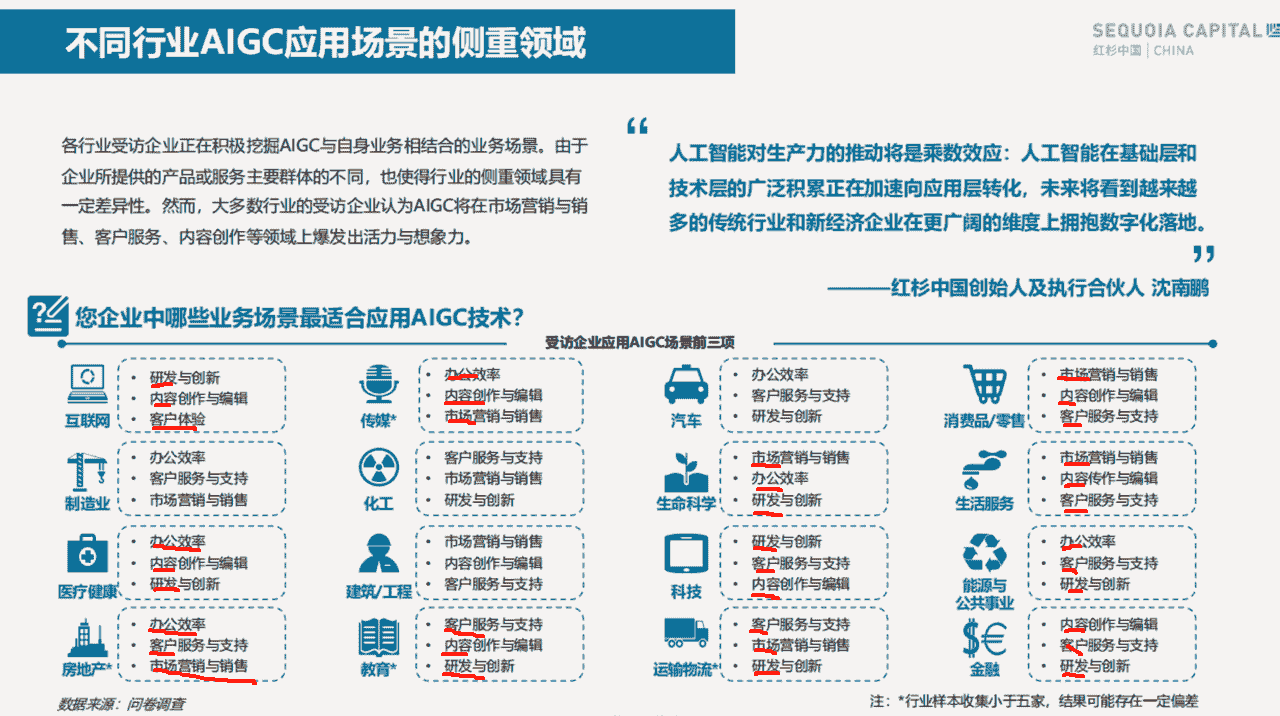 不同行业AIGC应用场景的侧重领域
SEQUOIA CAPITAL
红杉中国 | CHINA
各行业受访企业正在积极挖掘AIGC与自身业务相结合的业务场景。由于
企业所提供的产品或服务主要群体的不同，也使得行业的侧重领域具有
一定差异性。然而，大多数行业的受访企业认为AIGC将在市场营销与销
售、客户服务、内容创作等领域上爆发出活力与想象力。
“
人工智能对生产力的推动将是乘数效应：人工智能在基础层和
技术层的广泛积累正在加速向应用层转化，未来将看到越来越
多的传统行业和新经济企业在更广阔的维度上拥抱数字化落地。
”
———红杉中国创始人及执行合伙人 沈南鹏
您企业中哪些业务场景最适合应用AIGC技术？
受访企业应用AIGC场景前三项
互联网
• 研发与创新
• 内容创作与编辑
• 客户体验
传媒*
• 办公效率
• 内容创作与编辑
• 市场营销与销售
汽车
• 办公效率
• 客户服务与支持
• 研发与创新
消费品/零售
• 市场营销与销售
• 内容创作与编辑
• 客户服务与支持
制造业
• 办公效率
• 客户服务与支持
• 市场营销与销售
化工
• 客户服务与支持
• 市场营销与销售
• 研发与创新
生命科学
• 市场营销与销售
• 办公效率
• 研发与创新
生活服务
• 市场营销与销售
• 内容传作与编辑
• 客户服务与支持
医疗健康
• 办公效率
• 内容创作与编辑
• 研发与创新
建筑/工程
• 市场营销与销售
• 内容创作与编辑
• 客户服务与支持
科技
• 研发与创新
• 客户服务与支持
• 内容创作与编辑
能源与
公共事业
• 办公效率
• 客户服务与支持
• 研发与创新
房地产*
• 办公效率
• 客户服务与支持
• 市场营销与销售
教育*
• 客户服务与支持
• 内容创作与编辑
• 研发与创新
运输物流*
• 客户服务与支持
• 市场营销与销售
• 研发与创新
金融
• 内容创作与编辑
• 客户服务与支持
• 研发与创新
数据来源：问卷调查
注：*行业样本收集小于五家，结果可能存在一定偏差